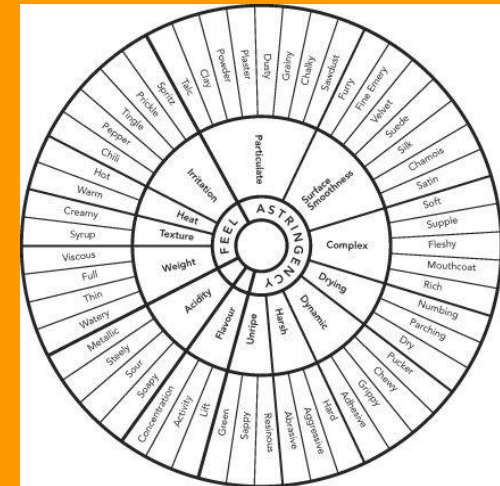 FEEL
ASTRINGENCY
Particulate
Surface
Smoothness
Complex
Drying
Dynamic
Harsh
Unripe
Flavour
Acidity
Weight
Texture
Heat
Irritation
Talc
Clay
Powder
Plaster
Dusty
Grainy
Chalky
Sawdust
Furry
Fine Emery
Velvet
Suede
Silk
Chamois
Satin
Soft
Supple
Fleshy
Mouthcoat
Rich
Numbing
Parching
Dry
Pucker
Chewy
Grippy
Adhesive
Hard
Aggressive
Abrasive
Resinous
Sappy
Green
Lift
Activity
Concentration
Soapy
Sour
Steely
Metallic
Watery
Thin
Full
Viscous
Syrup
Creamy
Warm
Hot
Chili
Pepper
Tingle
Prickle
Spritz